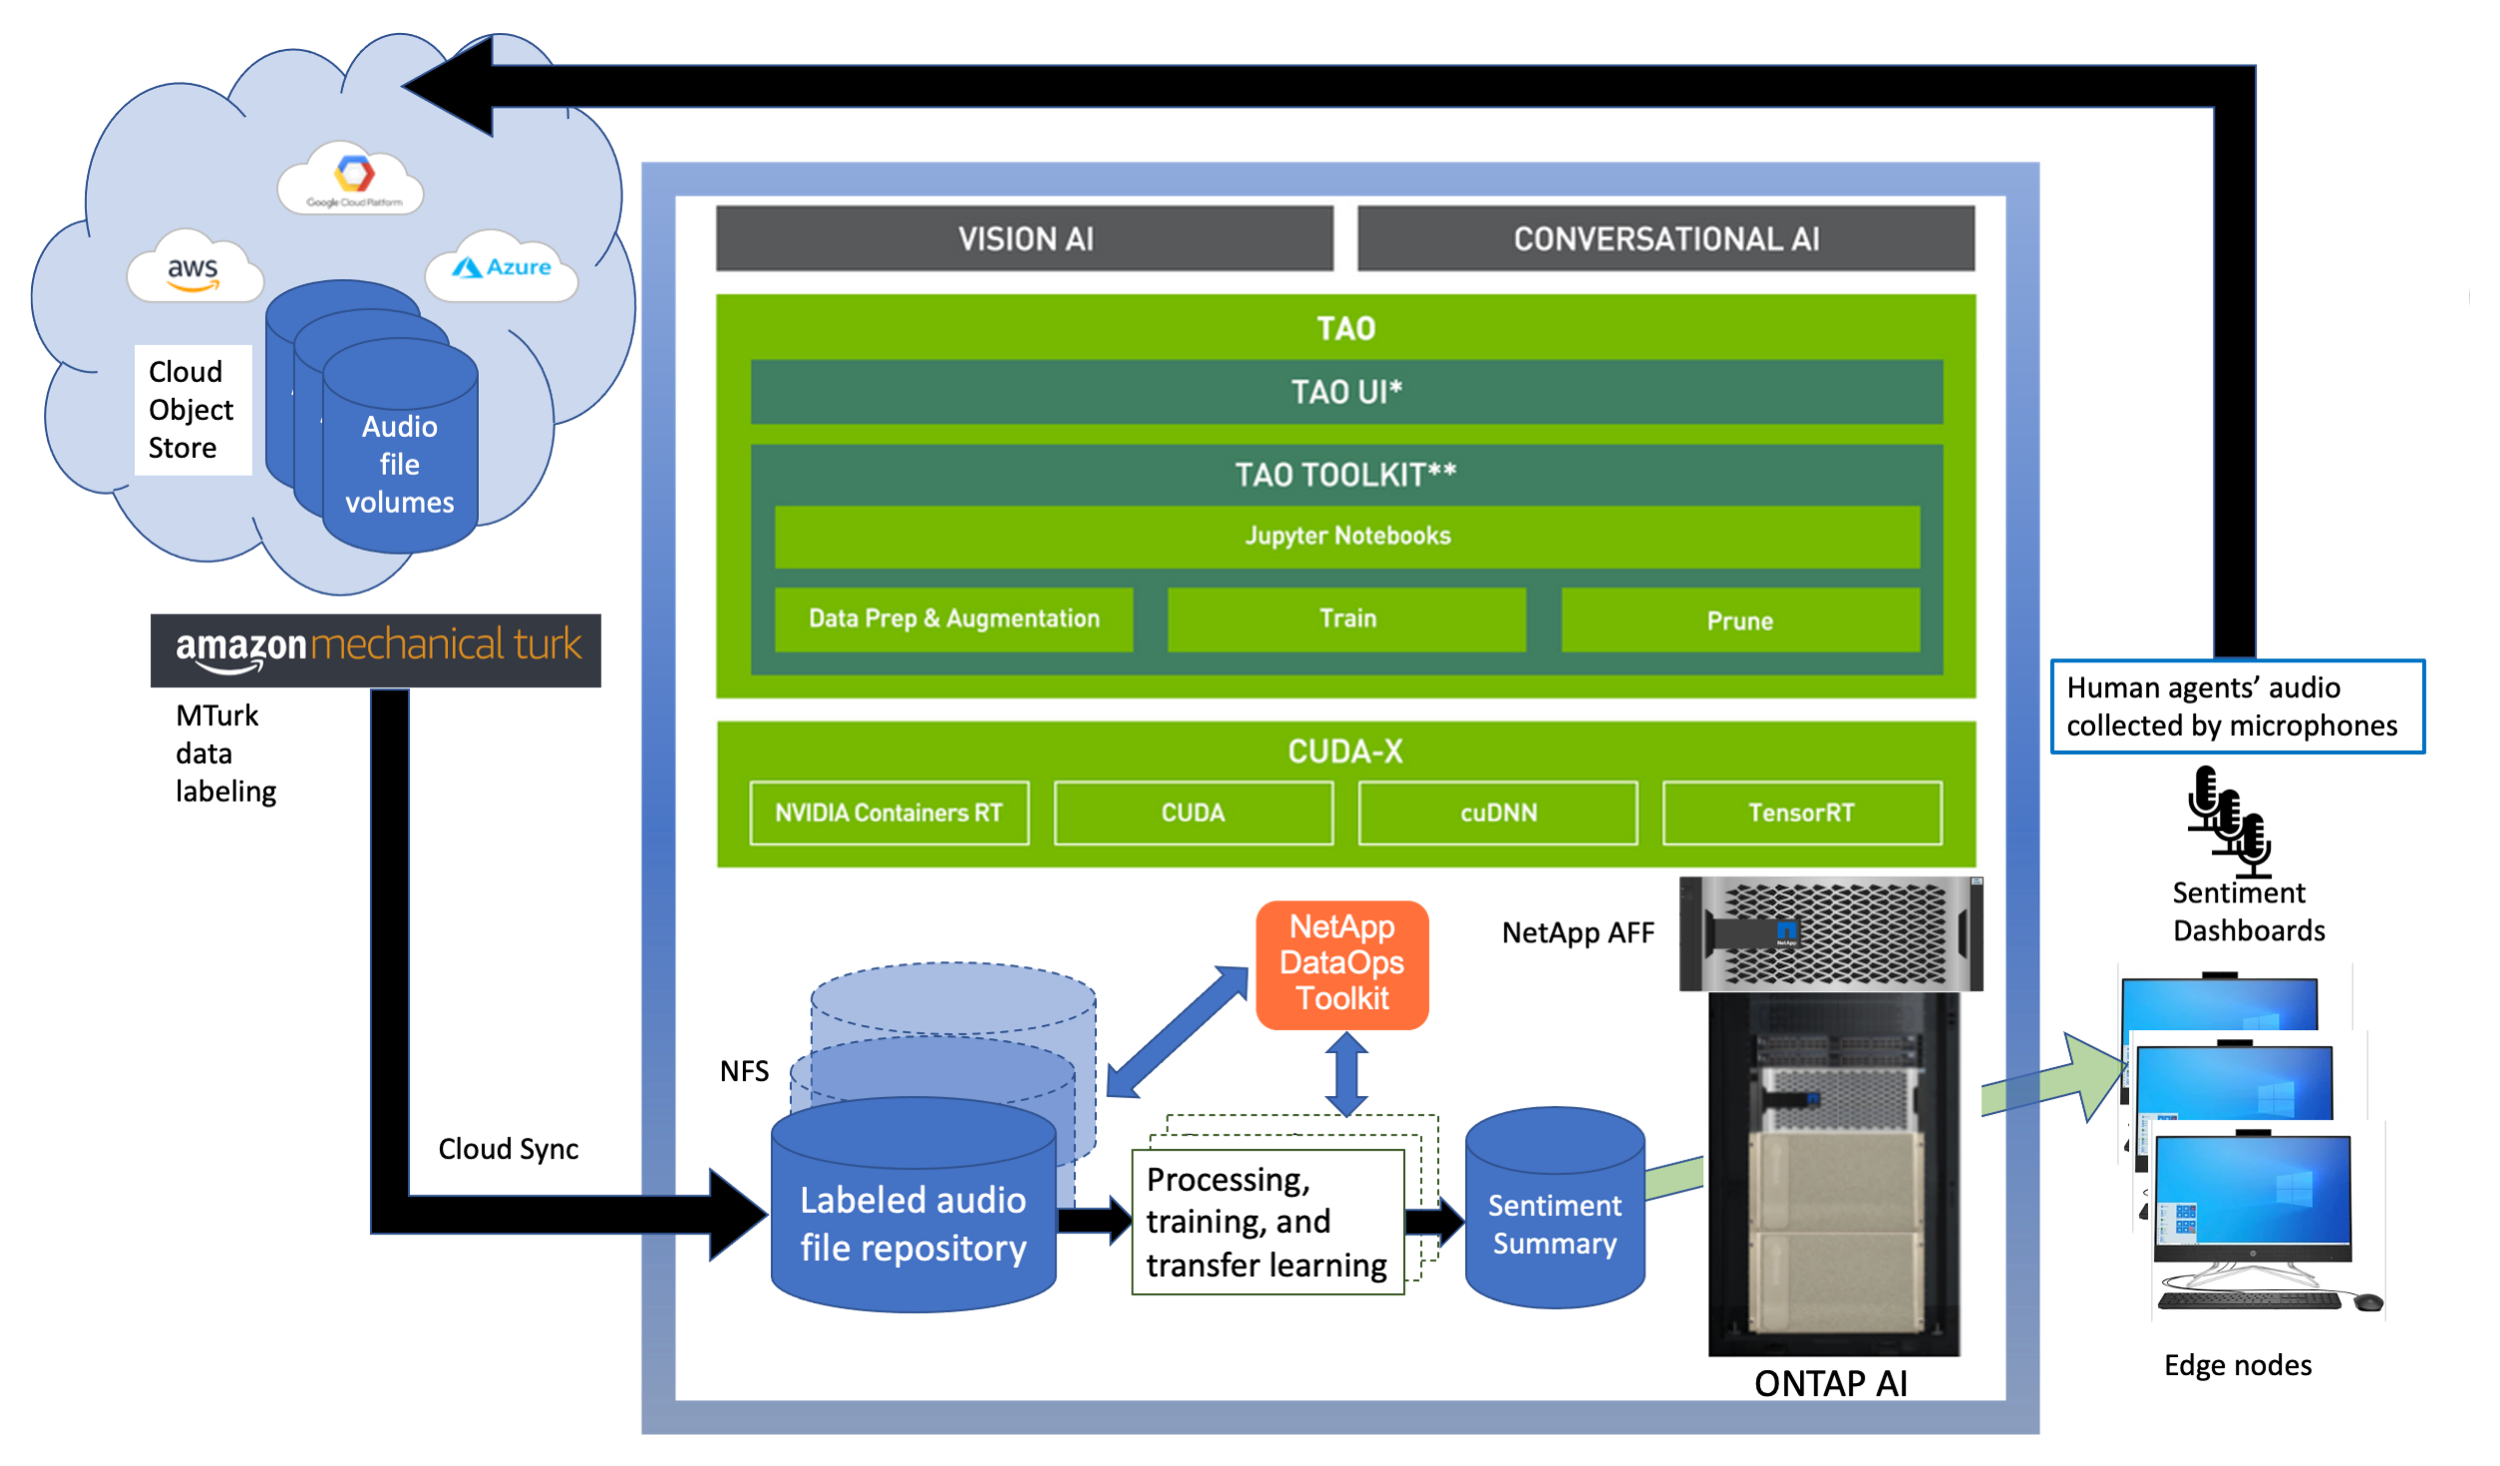 Google Cloud Platform
aws
Azure
Cloud
Object
Store
Audio
file
volumes
amazon mechanical turk
MTurk
data
labeling
Cloud Sync
VISION AI
CONVERSATIONAL AI
TAO
TAO UI*
TAO TOOLKIT**
Jupyter Notebooks
Data Prep & Augmentation
Train
Prune
CUDA-X
NVIDIA Containers RT
CUDA
cuDNN
TensorRT
NetApp
DataOps
Toolkit
NetApp AFF
NetApp
NFS
Labeled audio
file repository
Processing,
training, and
transfer learning
Sentiment
Summary
ONTAP AI
Human agents’ audio
collected by microphones
Sentiment
Dashboards
Edge nodes